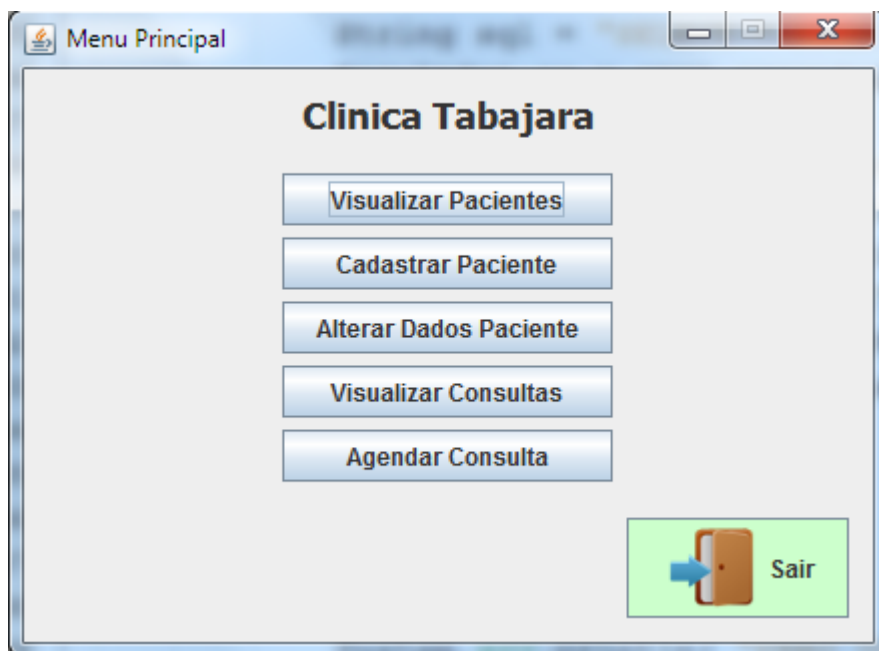 Menu Principal
Clinica Tabajara
Visualizar Pacientes
Cadastrar Paciente
Alterar Dados Paciente
Visualizar Consultas
Agendar Consulta
Sair